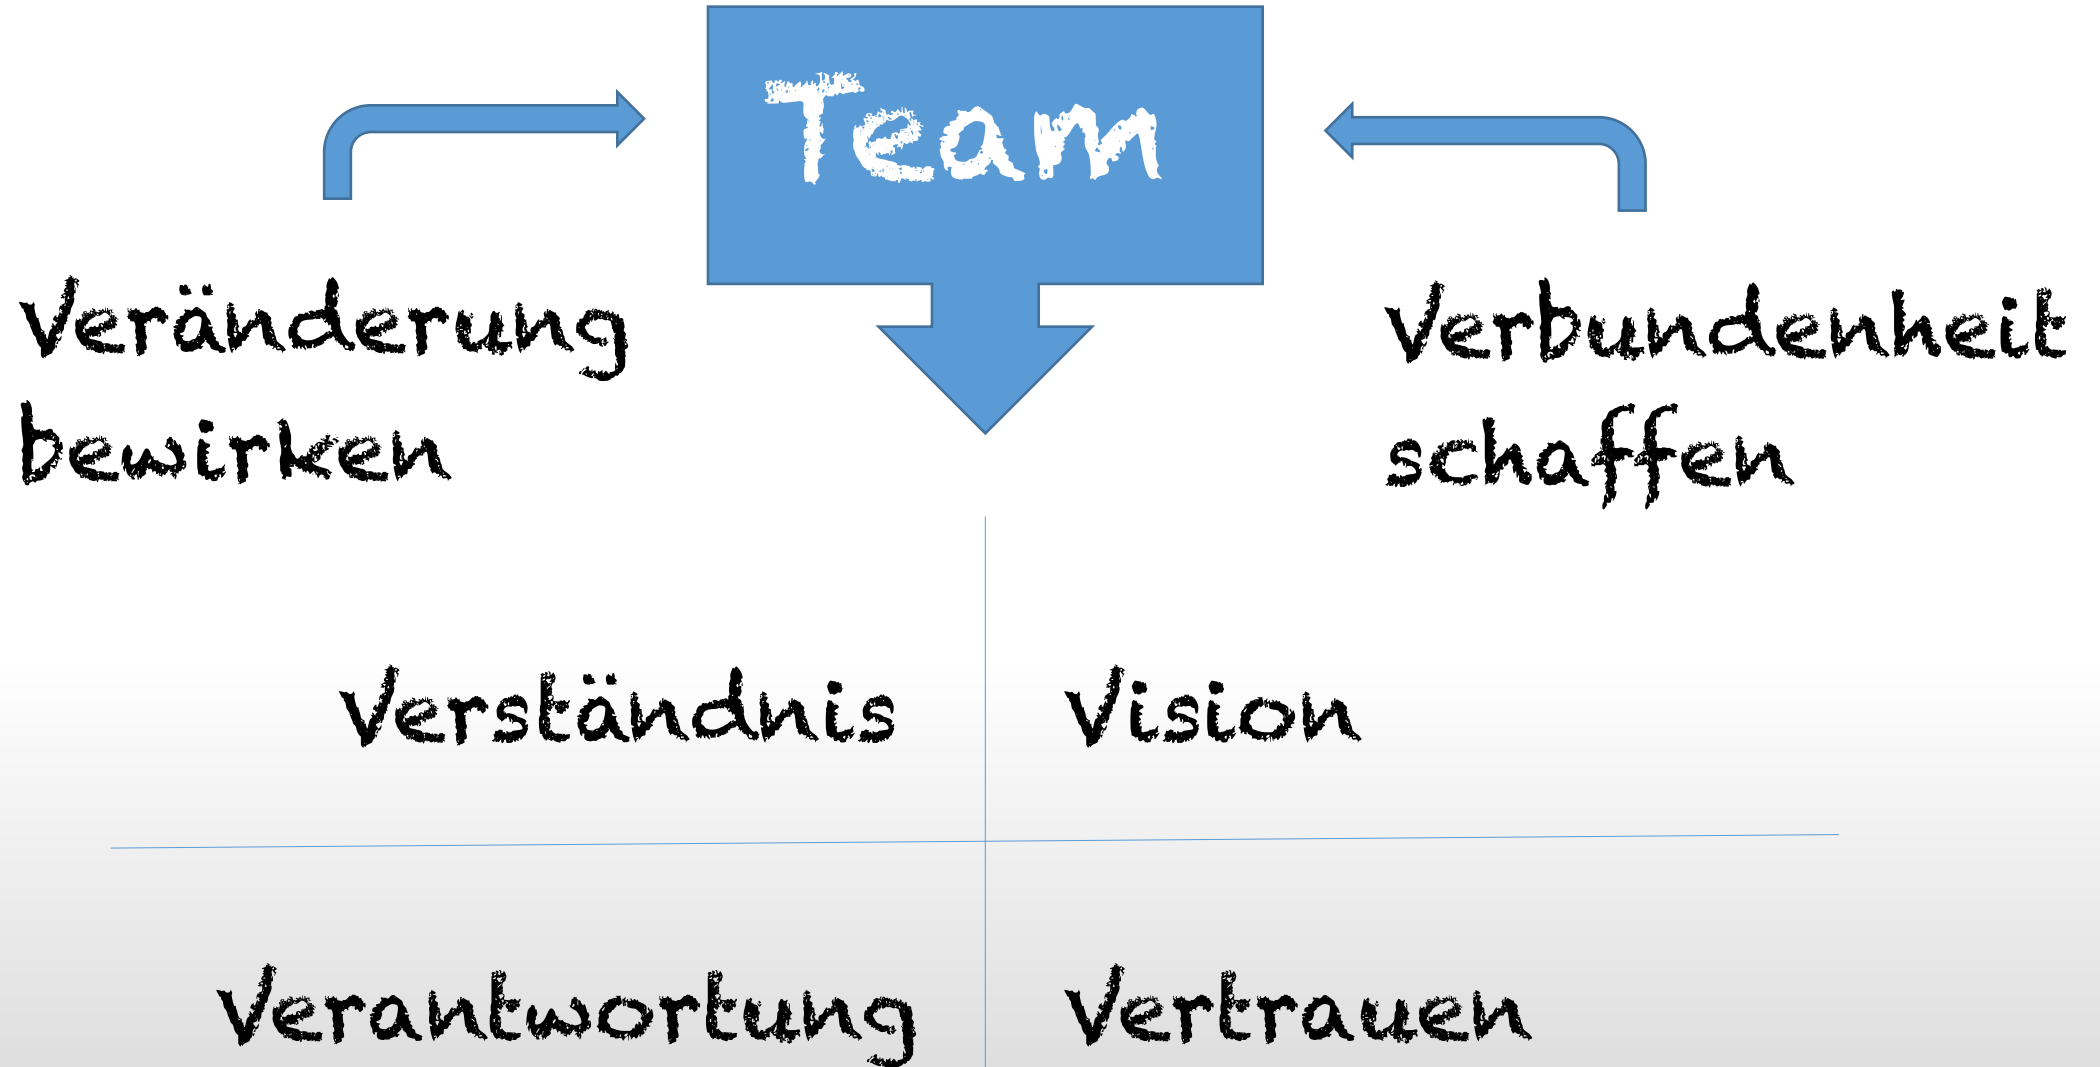 Team
Veränderung
bewirken
Verbundenheit
schaffen
Verständnis
Vision
Verantwortung
Vertrauen